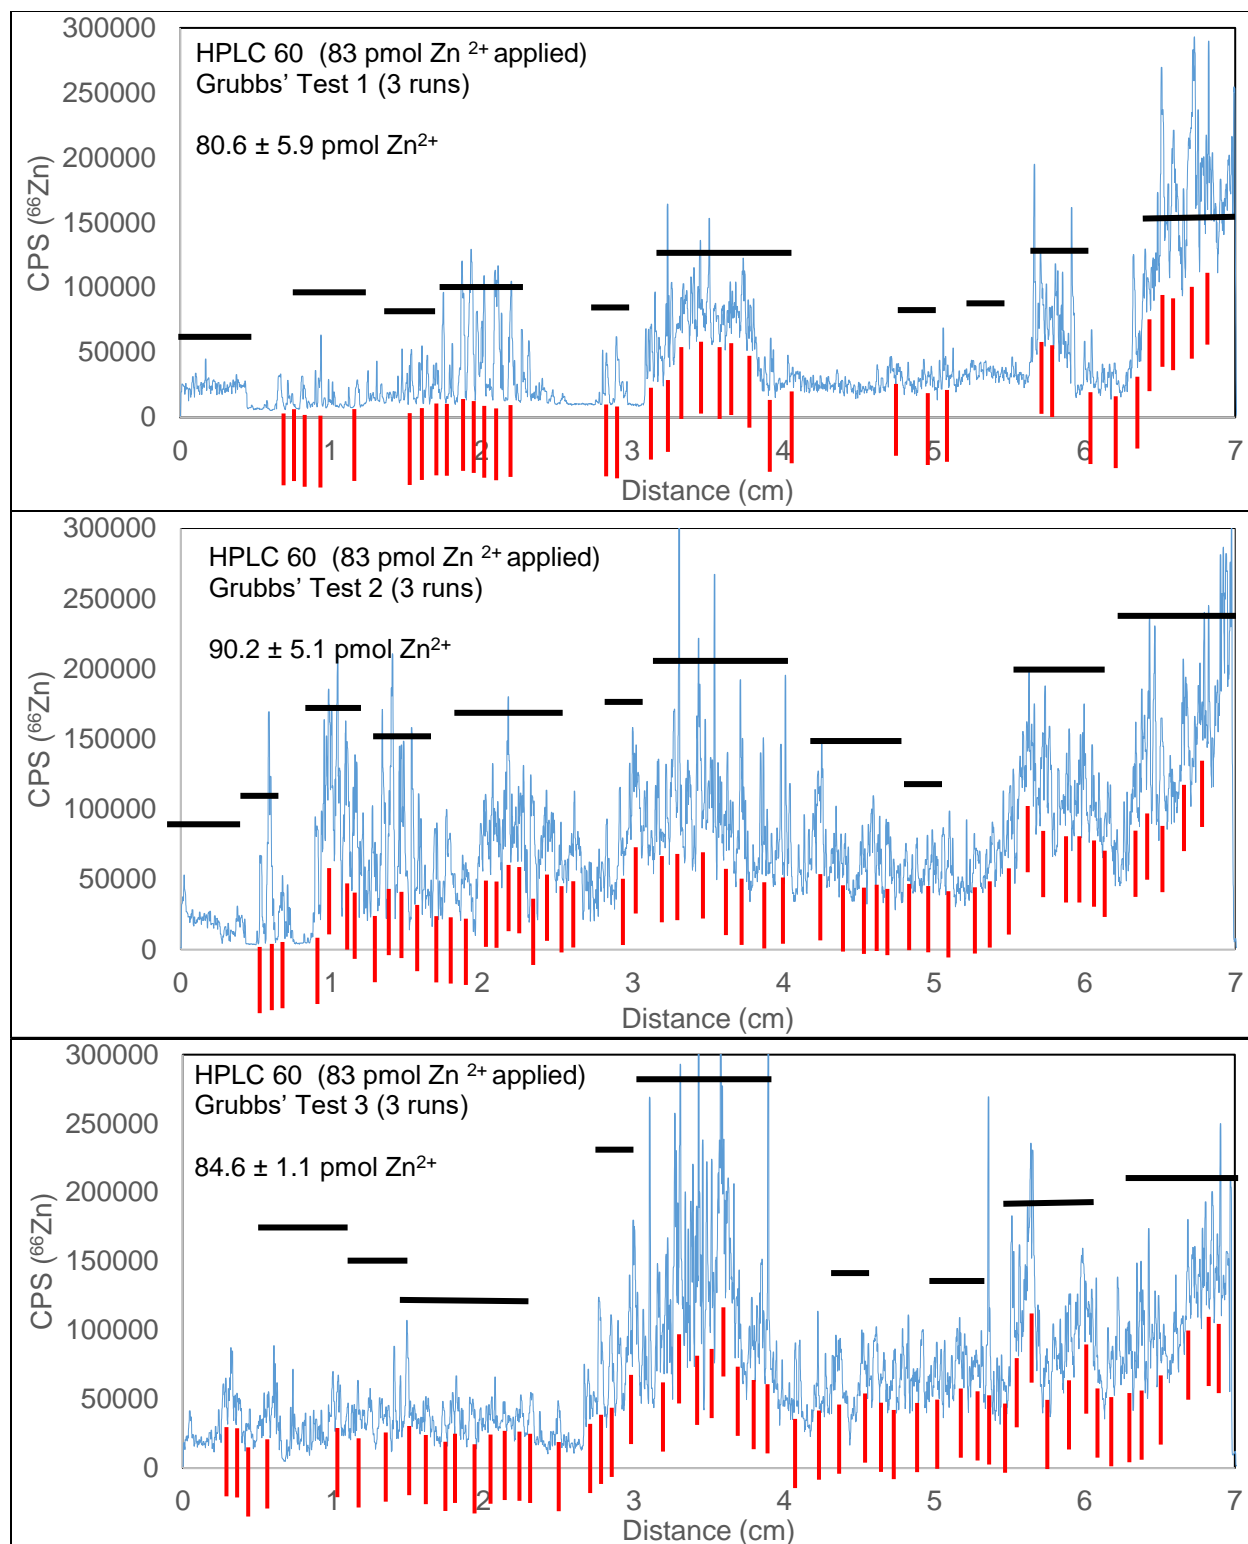 300000
250000
200000
150000
100000
50000
0
CPS (⁶⁶Zn)
HPLC 60 (83 pmol Zn ²⁺ applied)
Grubbs’ Test 1 (3 runs)
80.6 ± 5.9 pmol Zn²⁺
0 1 2 3 4 5 6 7
Distance (cm)
300000
250000
200000
150000
100000
50000
0
CPS (⁶⁶Zn)
HPLC 60 (83 pmol Zn ²⁺ applied)
Grubbs’ Test 2 (3 runs)
90.2 ± 5.1 pmol Zn²⁺
0 1 2 3 4 5 6 7
Distance (cm)
300000
250000
200000
150000
100000
50000
0
CPS (⁶⁶Zn)
HPLC 60 (83 pmol Zn ²⁺ applied)
Grubbs’ Test 3 (3 runs)
84.6 ± 1.1 pmol Zn²⁺
0 1 2 3 4 5 6 7
Distance (cm)